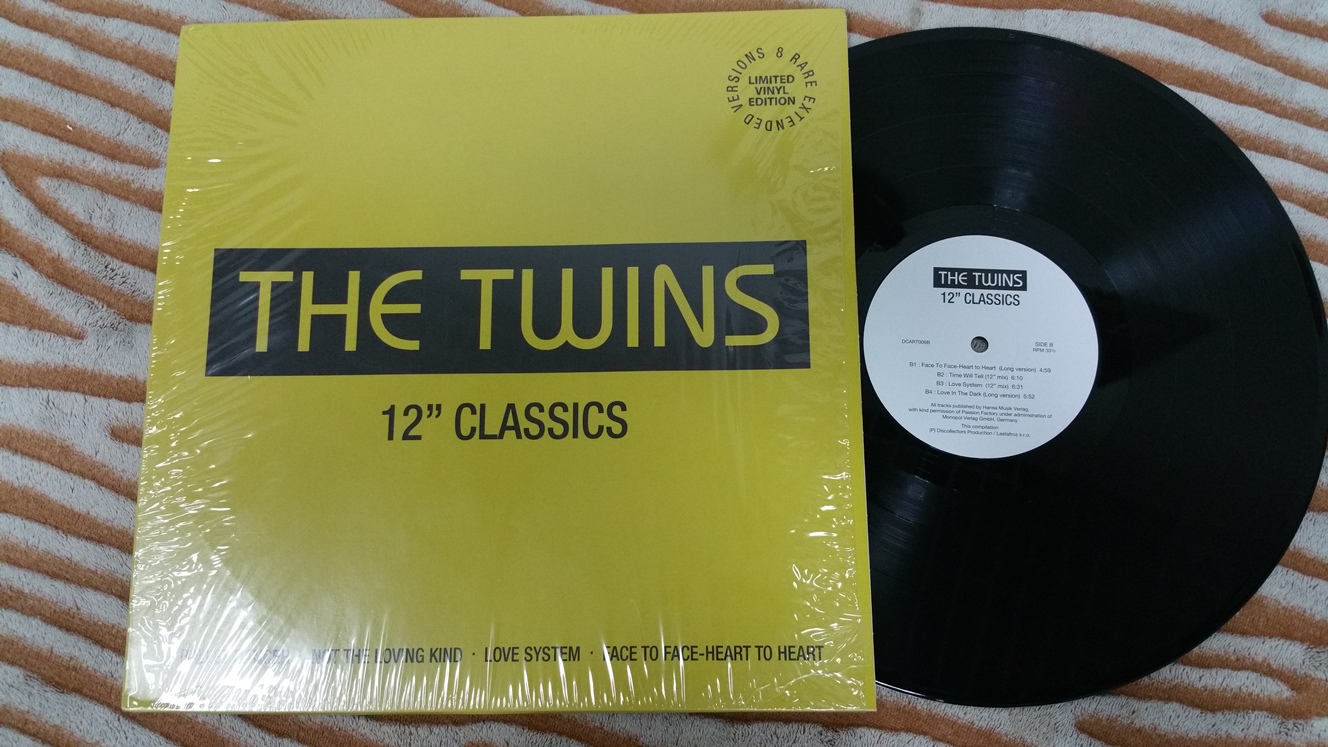 8 RARE EXTENDED VERSIONS
LIMITED
VINYL
EDITION
THE TWINS
12” CLASSICS
NOT THE LOVING KIND · LOVE SYSTEM · FACE TO FACE-HEART TO HEART
THE TWINS
12” CLASSICS
DCART009B
SIDE B
RPM 33⅓
B1 : Face To Face-Heart to Heart (Long version) 4:59
B2 : Time Will Tell (12" mix) 6:10
B3 : Love System (12" mix) 6:31
B4 : Love In The Dark (Long version) 5:52
All tracks published by Hansa Musik Verlag,
with kind permission of Passion Factory under administration of
Monopol Verlag GmbH, Germany
This compilation
(P) Discollectors Production / Lastafroz s.r.o.